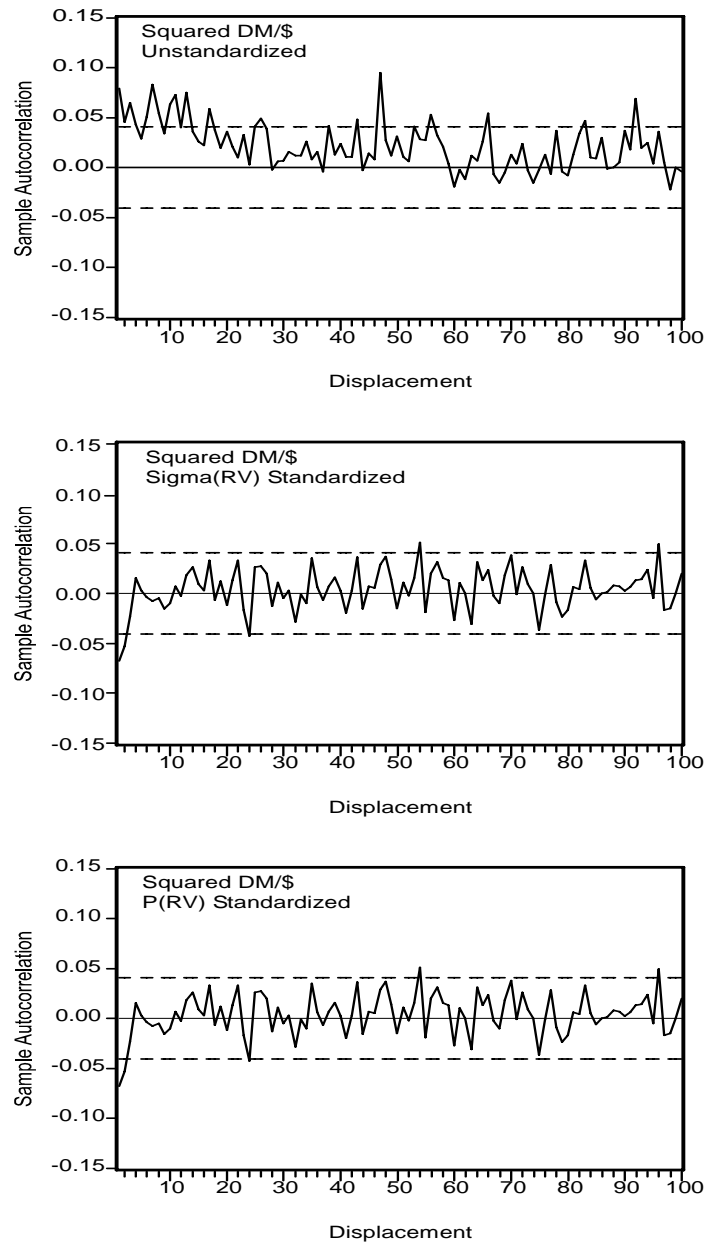 Squared DM/$
Unstandardized
Sample Autocorrelation
0.15
0.10
0.05
0.00
-0.05
-0.10
-0.15
10 20 30 40 50 60 70 80 90 100
Displacement
Squared DM/$
Sigma(RV) Standardized
Sample Autocorrelation
0.15
0.10
0.05
0.00
-0.05
-0.10
-0.15
10 20 30 40 50 60 70 80 90 100
Displacement
Squared DM/$
P(RV) Standardized
Sample Autocorrelation
0.15
0.10
0.05
0.00
-0.05
-0.10
-0.15
10 20 30 40 50 60 70 80 90 100
Displacement